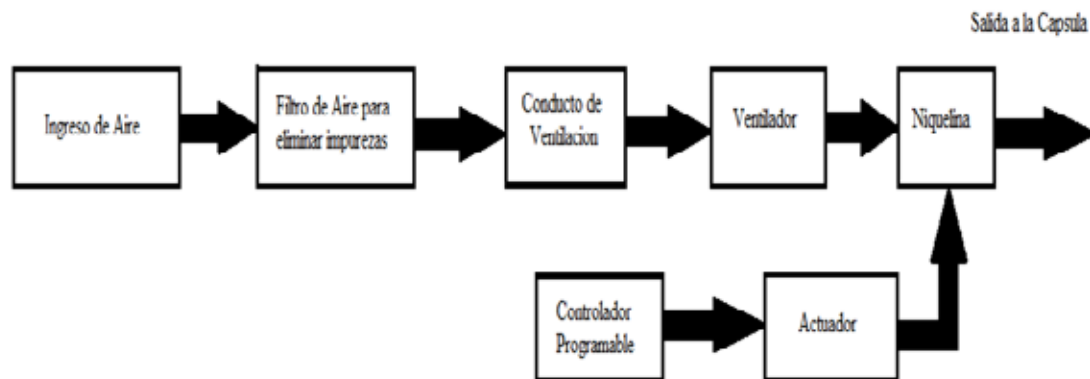 Salida a la Capsula
Ingreso de Aire
Filtro de Aire para
eliminar impurezas
Conducto de
Ventilacion
Ventilador
Niquelina
Controlador
Programable
Actuador